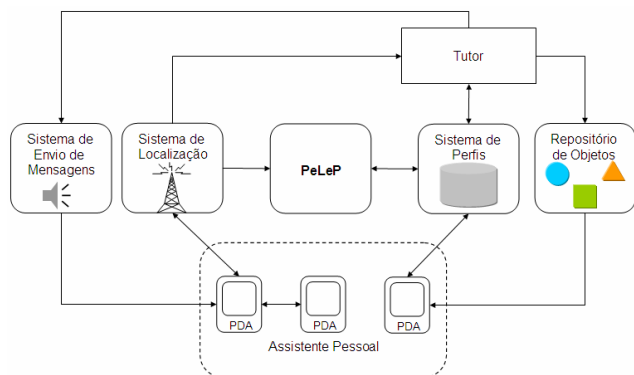 Tutor
Sistema de
Envio de
Mensagens
Sistema de
Localização
PeLeP
Sistema de
Perfis
Repositório
de Objetos
PDA
PDA
PDA
Assistente Pessoal